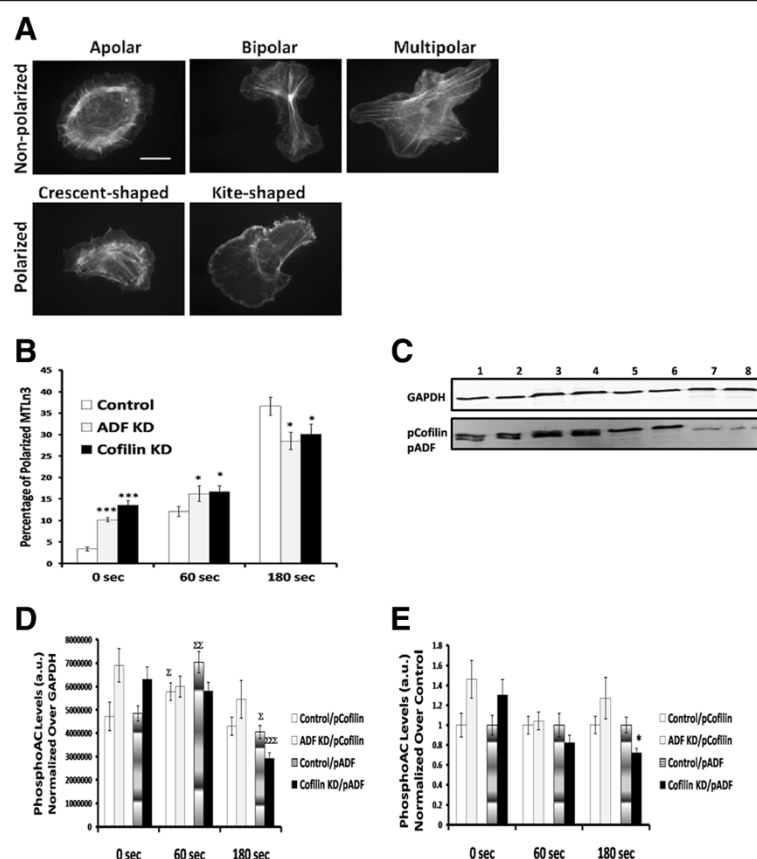 A
Apolar
Bipolar
Multipolar
Non-polarized
Crescent-shaped
Kite-shaped
Polarized
B
Percentage of Polarized MTLn3
45
40
35
30
25
20
15
10
5
0
Control
ADF KD
Cofilin KD
*** ***
* *
* *
0 sec 60 sec 180 sec
C
1 2 3 4 5 6 7 8
GAPDH
pCofilin
pADF
D
PhosphoAC Levels (a.u.)
Normalized Over GAPDH
8000000
7000000
6000000
5000000
4000000
3000000
2000000
1000000
0
Σ ΣΣ
Σ ΣΣΣ
0 sec 60 sec 180 sec
Control/pCofilin
ADF KD/pCofilin
Control/pADF
Cofilin KD/pADF
E
PhosphoAC Levels (a.u.)
Normalized Over Control
1.8
1.6
1.4
1.2
1
0.8
0.6
0.4
0.2
0
*
0 sec 60 sec 180 sec
Control/pCofilin
ADF KD/pCofilin
Control/pADF
Cofilin KD/pADF